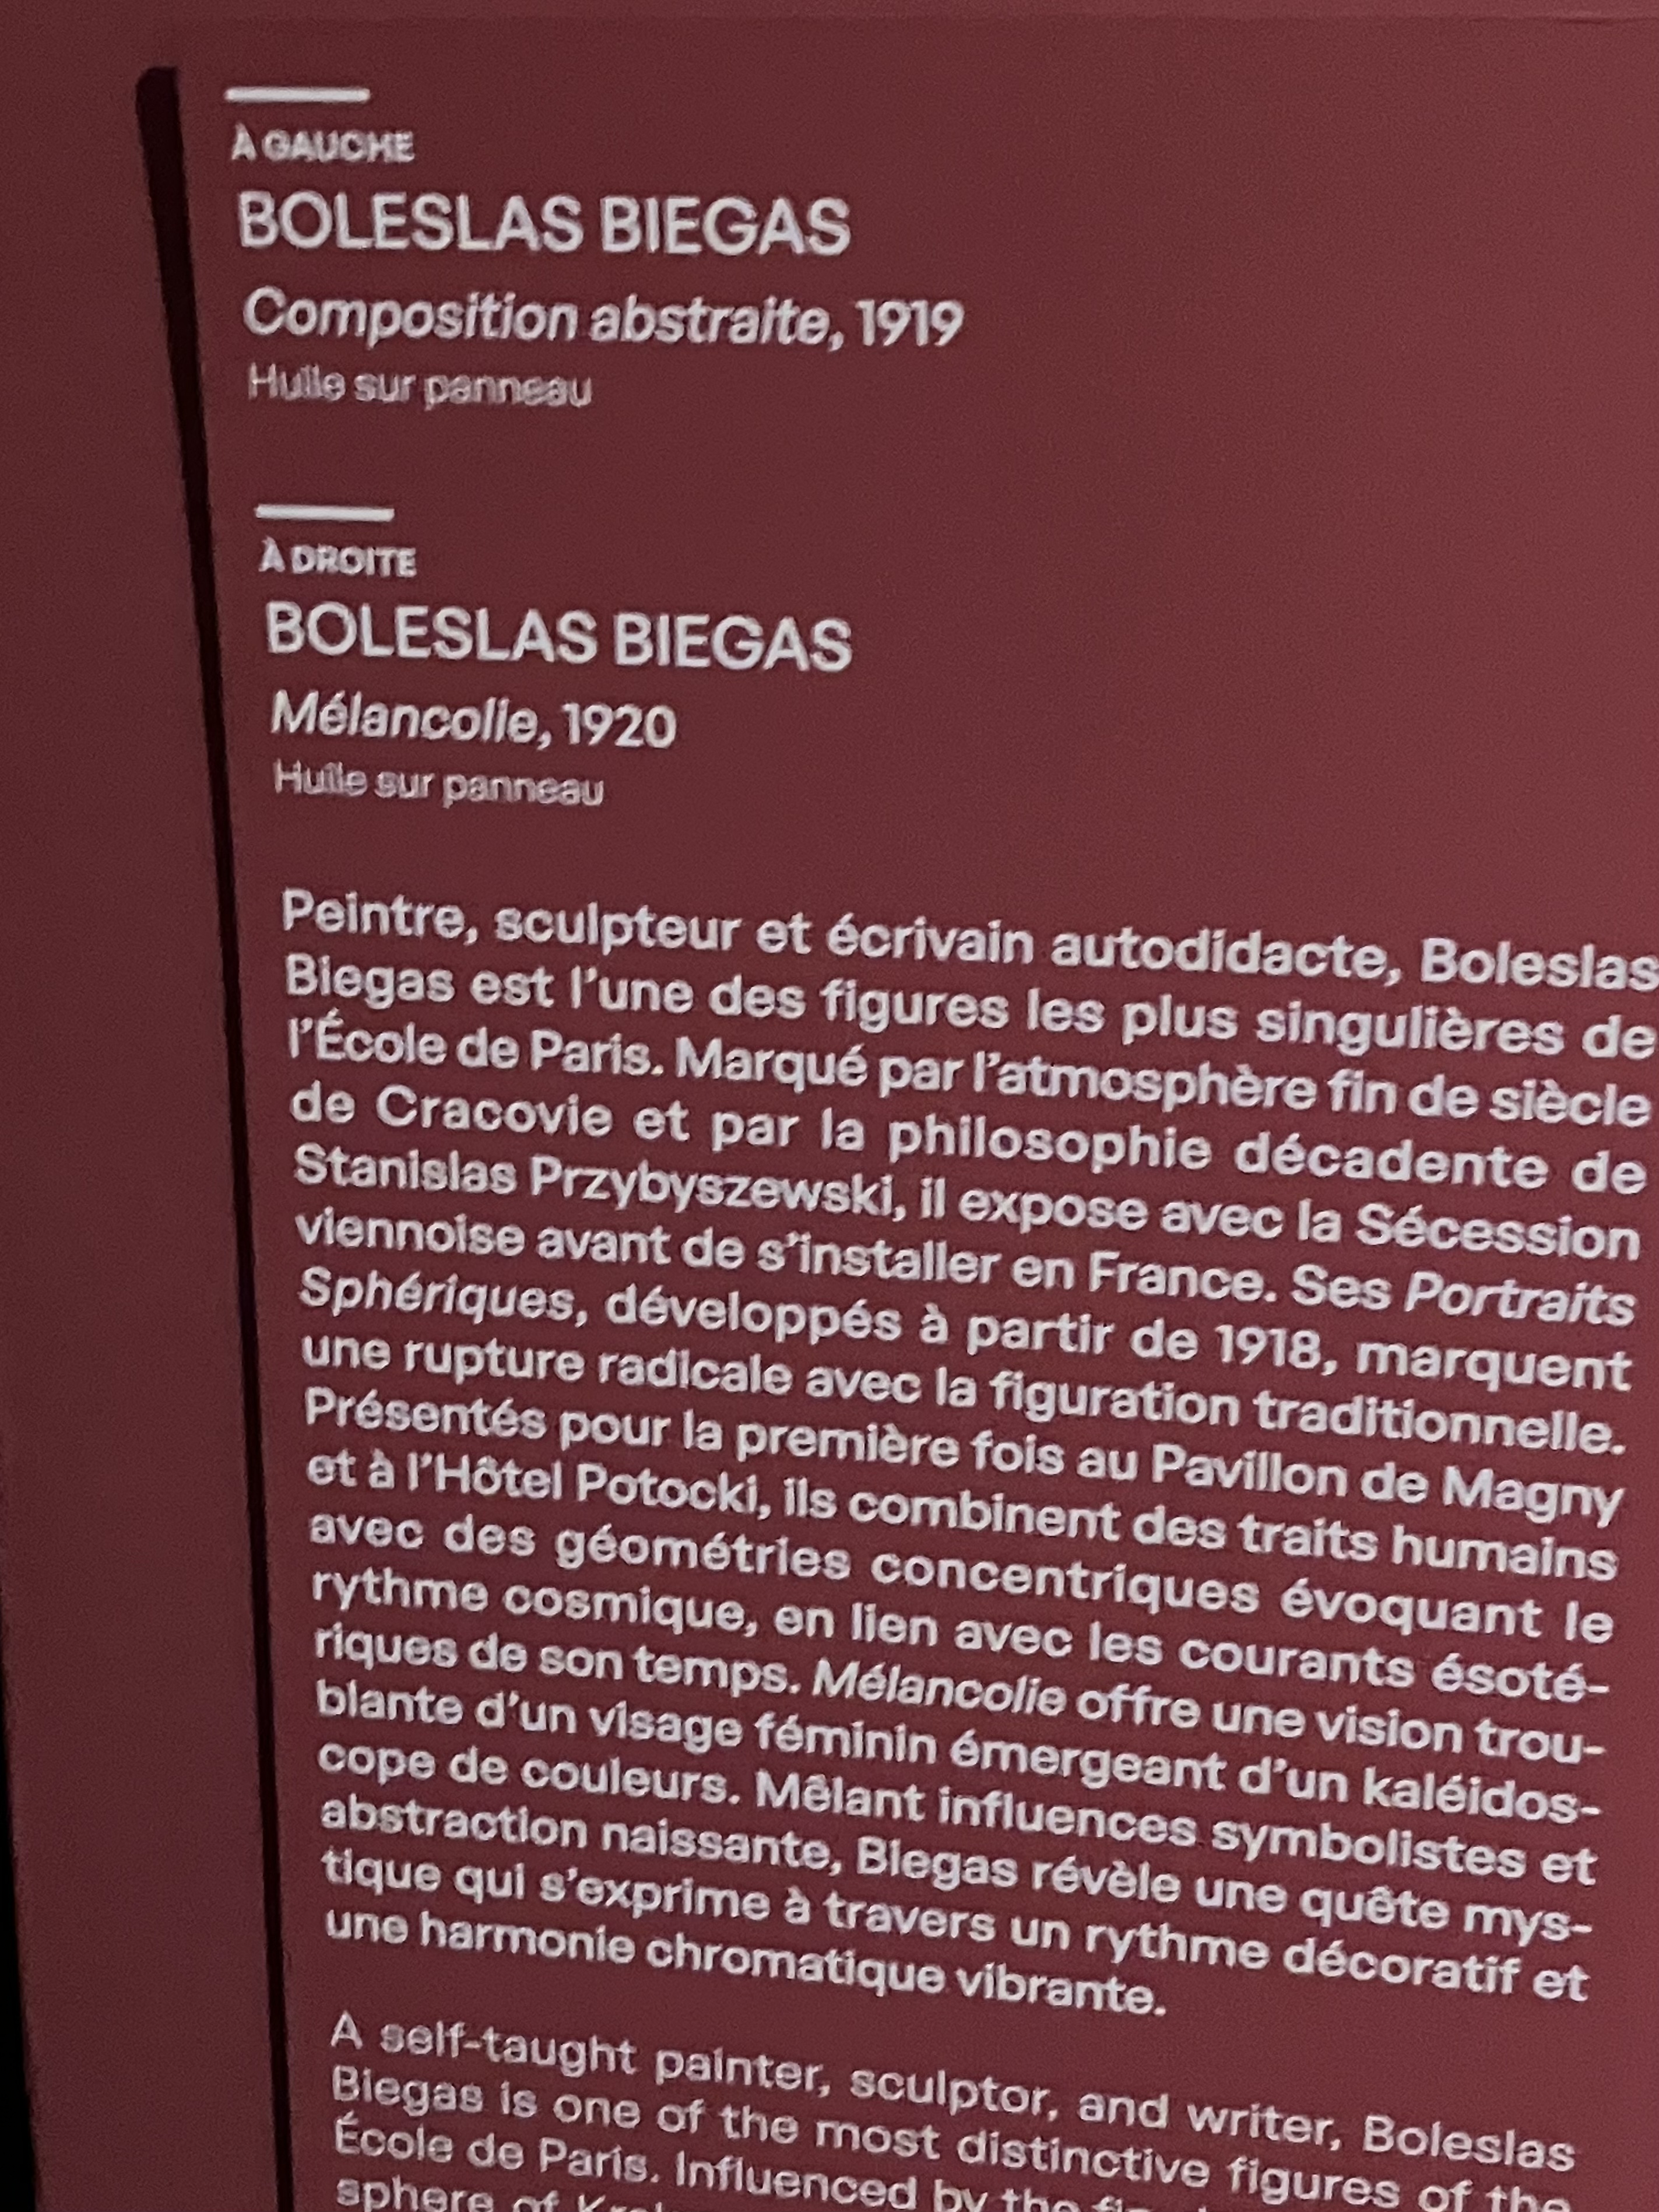 À GAUCHE
BOLESLAS BIEGAS
Composition abstraite, 1919
Huile sur panneau
À DROITE
BOLESLAS BIEGAS
Mélancolie, 1920
Huile sur panneau
Peintre, sculpteur et écrivain autodidacte, Boleslas
Biegas est l’une des figures les plus singulières de
l’École de Paris. Marqué par l’atmosphère fin de siècle
de Cracovie et par la philosophie décadente de
Stanislas Przybyszewski, il expose avec la Sécession
viennoise avant de s’installer en France. Ses Portraits
Sphériques, développés à partir de 1918, marquent
une rupture radicale avec la figuration traditionnelle.
Présentés pour la première fois au Pavillon de Magny
et à l’Hôtel Potocki, ils combinent des traits humains
avec des géométries concentriques évoquant le
rythme cosmique, en lien avec les courants ésoté-
riques de son temps. Mélancolie offre une vision trou-
blante d’un visage féminin émergeant d’un kaléidos-
cope de couleurs. Mêlant influences symbolistes et
abstraction naissante, Biegas révèle une quête mys-
tique qui s’exprime à travers un rythme décoratif et
une harmonie chromatique vibrante.
A self-taught painter, sculptor, and writer, Boleslas
Biegas is one of the most distinctive figures of the
École de Paris. Influenced by the
sphere of